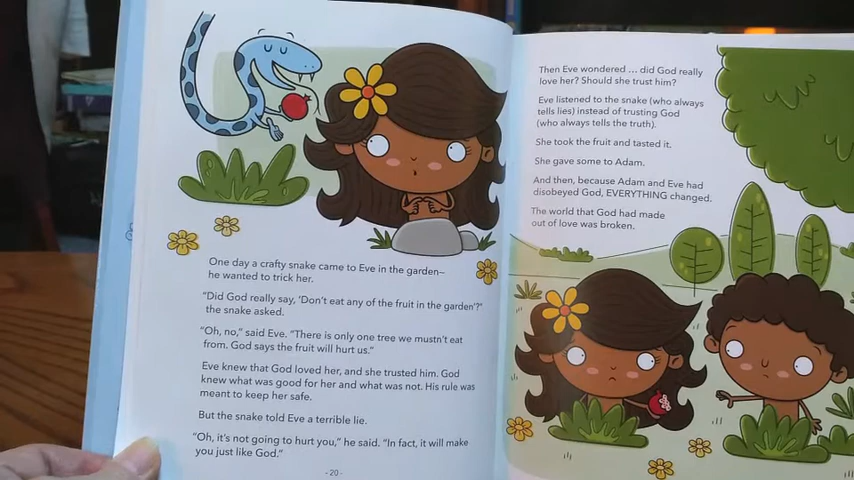 One day a crafty snake came to Eve in the garden–
he wanted to trick her.
"Did God really say, 'Don't eat any of the fruit in the garden'?"
the snake asked.
"Oh, no," said Eve. "There is only one tree we mustn't eat
from. God says the fruit will hurt us."
Eve knew that God loved her, and she trusted him. God
knew what was good for her and what was not. His rule was
meant to keep her safe.
But the snake told Eve a terrible lie.
"Oh, it's not going to hurt you," he said. "In fact, it will make
you just like God."
- 20 -
Then Eve wondered ... did God really
love her? Should she trust him?
Eve listened to the snake (who always
tells lies) instead of trusting God
(who always tells the truth).
She took the fruit and tasted it.
She gave some to Adam.
And then, because Adam and Eve had
disobeyed God, EVERYTHING changed.
The world that God had made
out of love was broken.